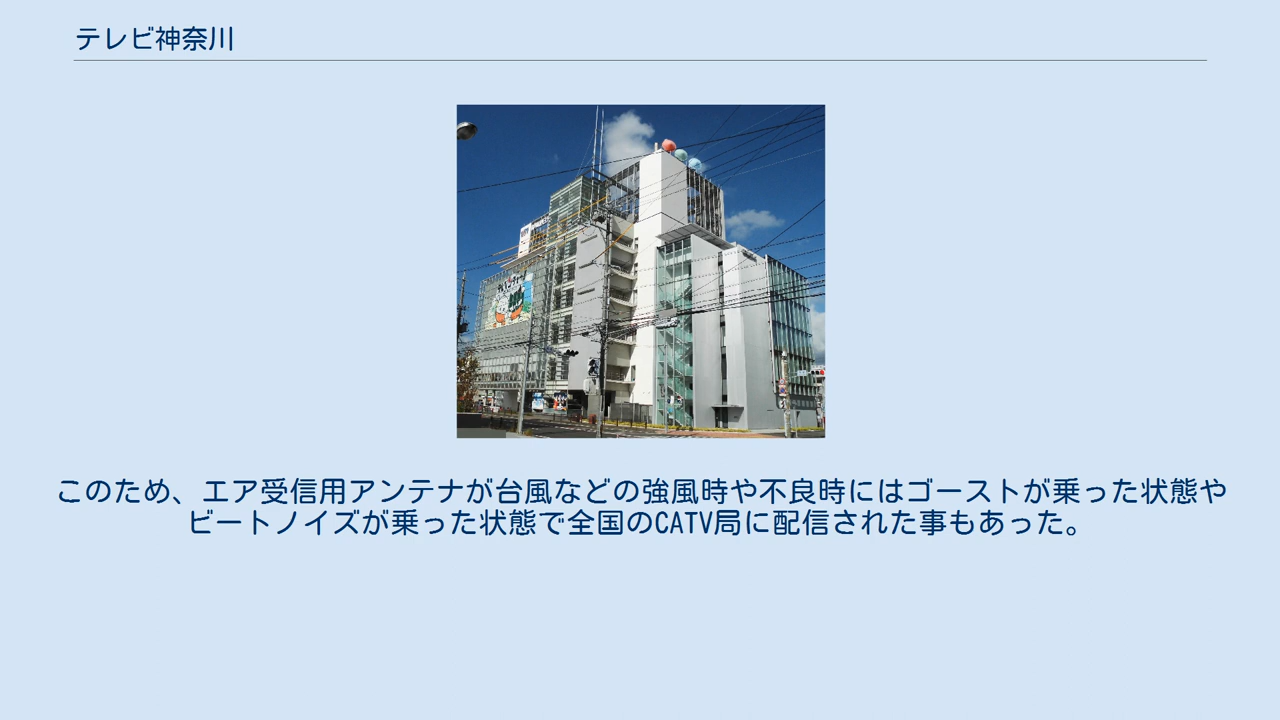 テレビ神奈川
このため、エア受信用アンテナが台風などの強風時や不良時にはゴーストが乗った状態や
ビートノイズが乗った状態で全国のCATV局に配信された事もあった。